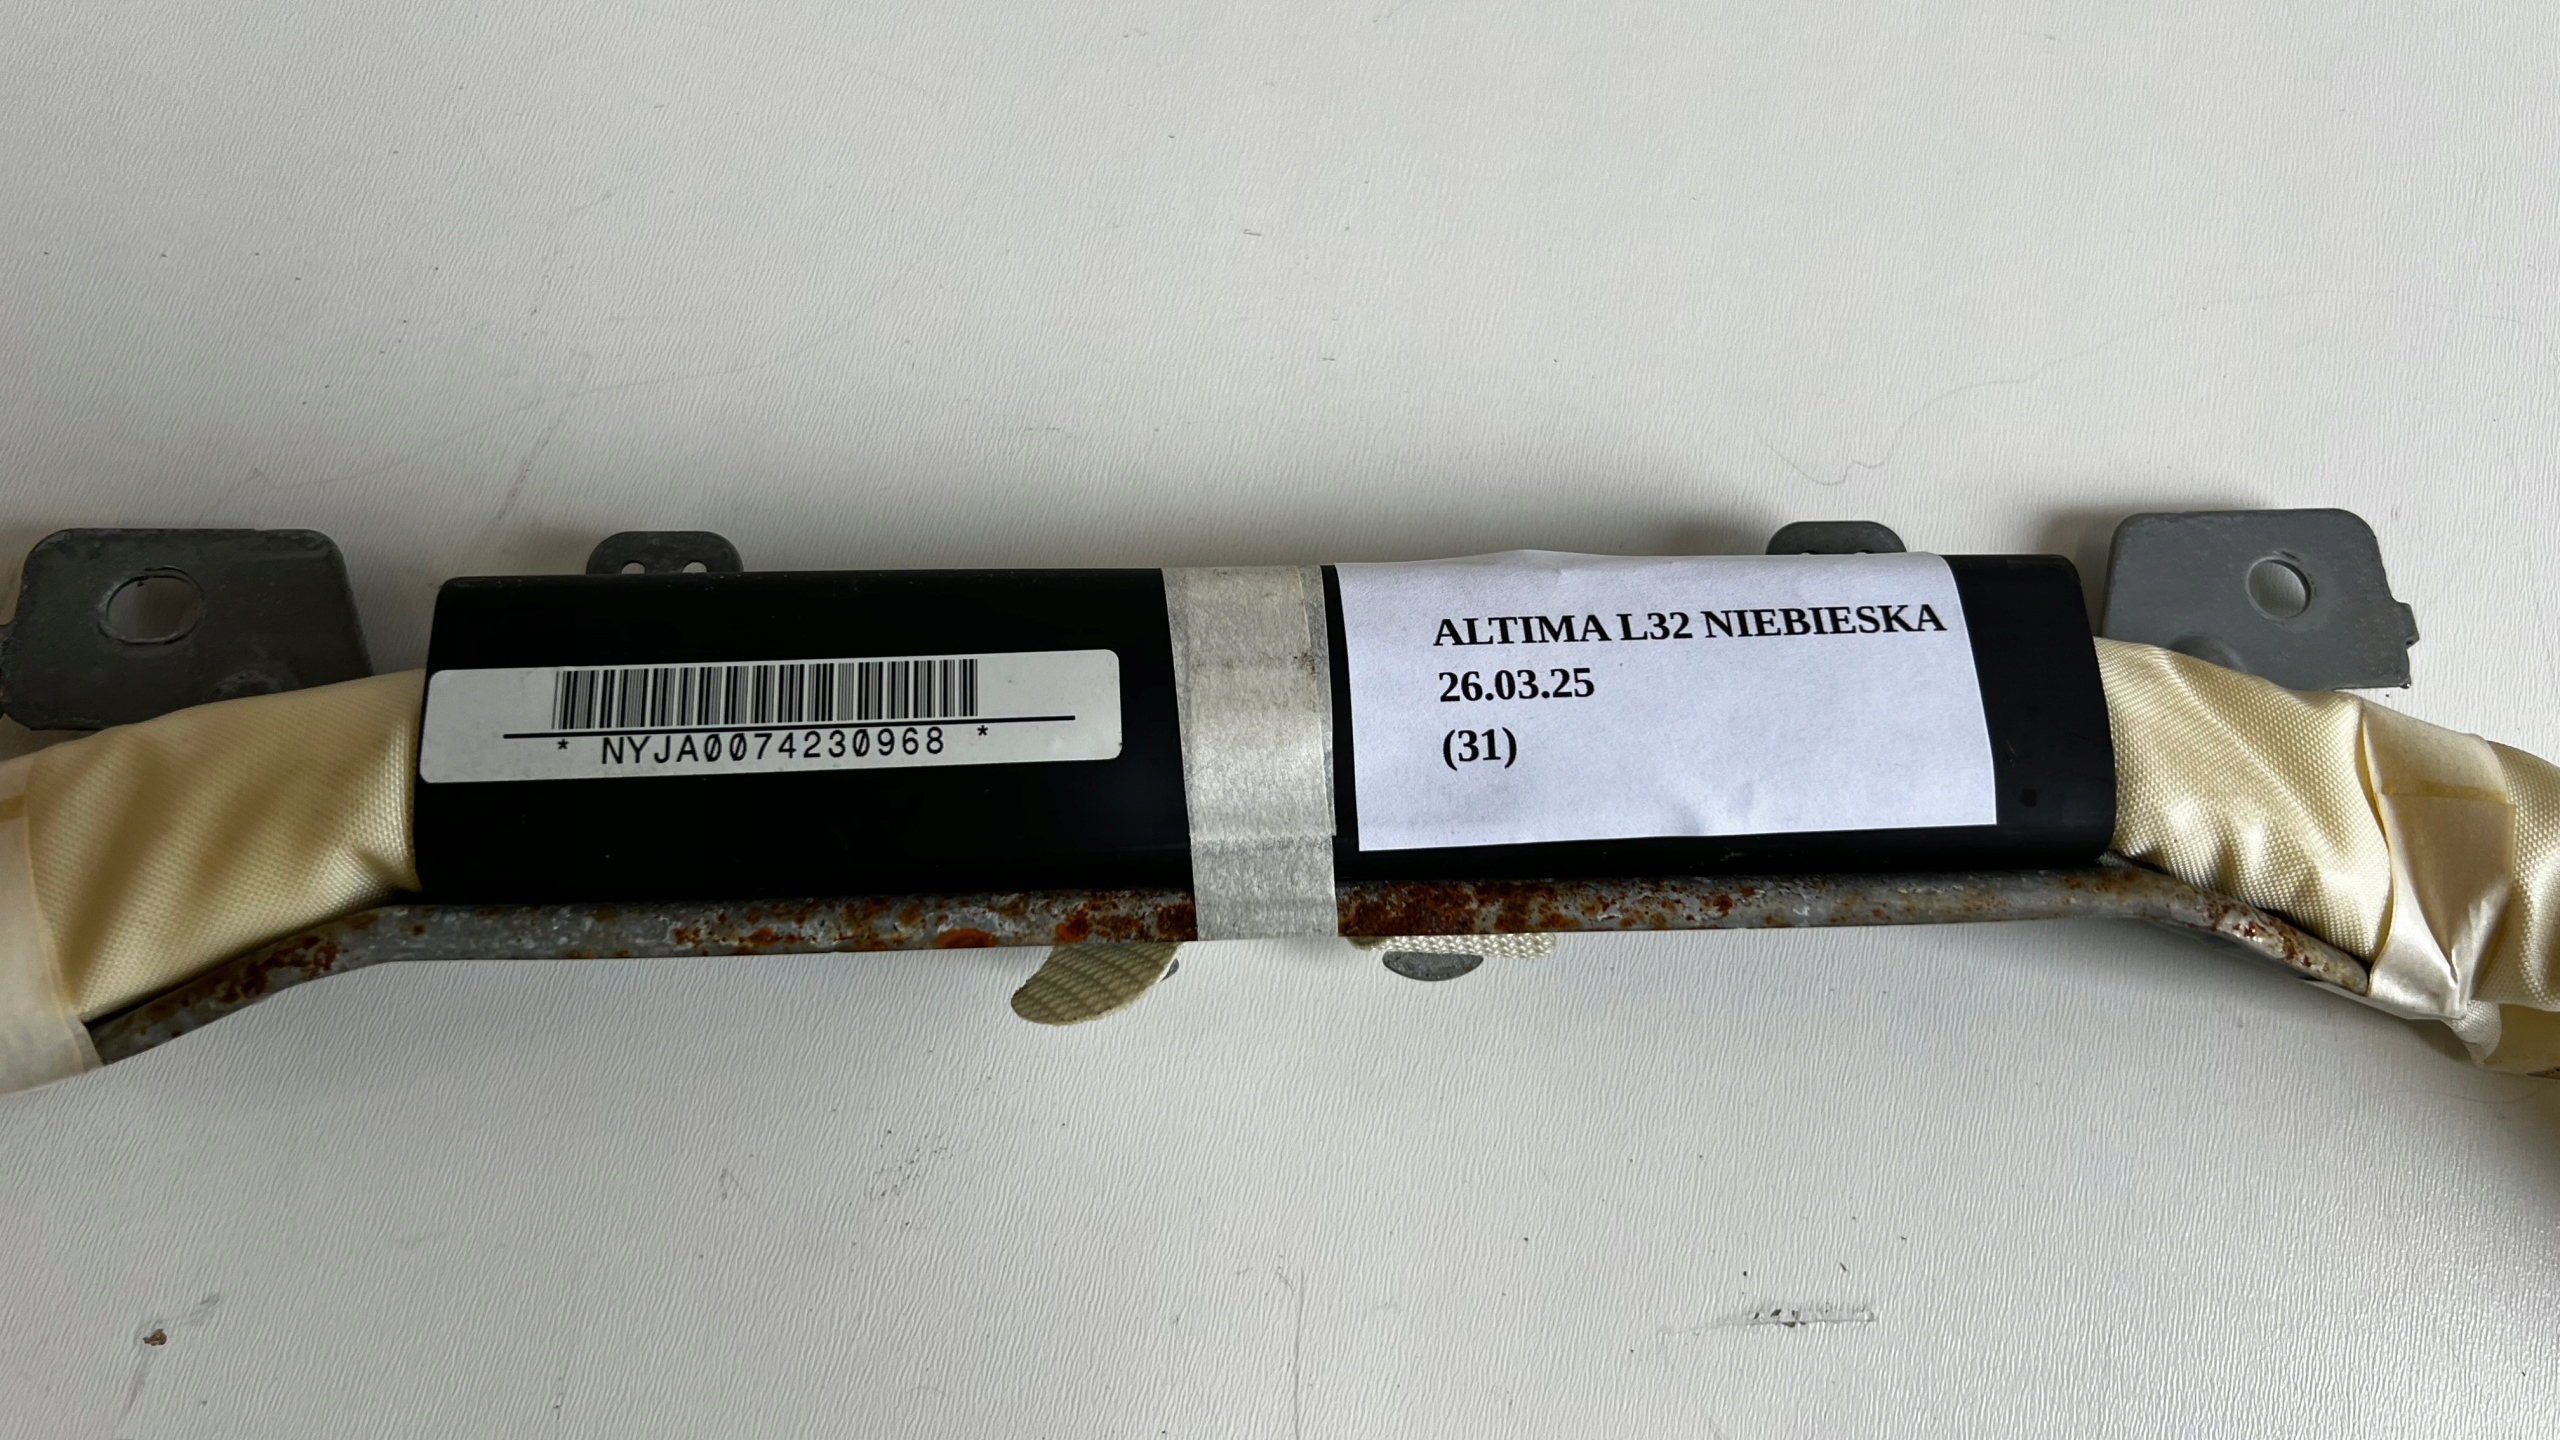 * NYJA0074230968 *
ALTIMA L32 NIEBIESKA
26.03.25
(31)